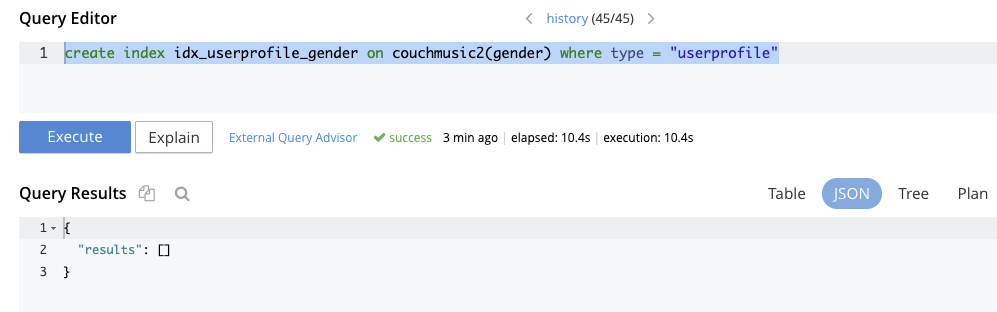 Query Editor
history (45/45)
1 create index idx_userprofile_gender on couchmusic2(gender) where type = "userprofile"
Execute Explain External Query Advisor success 3 min ago | elapsed: 10.4s | execution: 10.4s
Query Results
Table JSON Tree Plan
1 {
2 "results": []
3 }